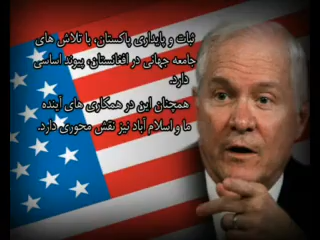 ثبات و پایداری پاکستان، با تلاش های
جامعه جهانی در افغانستان، پیوند اساسی
دارد.
همچنان این در همکاری های آینده
ما و اسلام آباد نیز نقش محوری دارد.